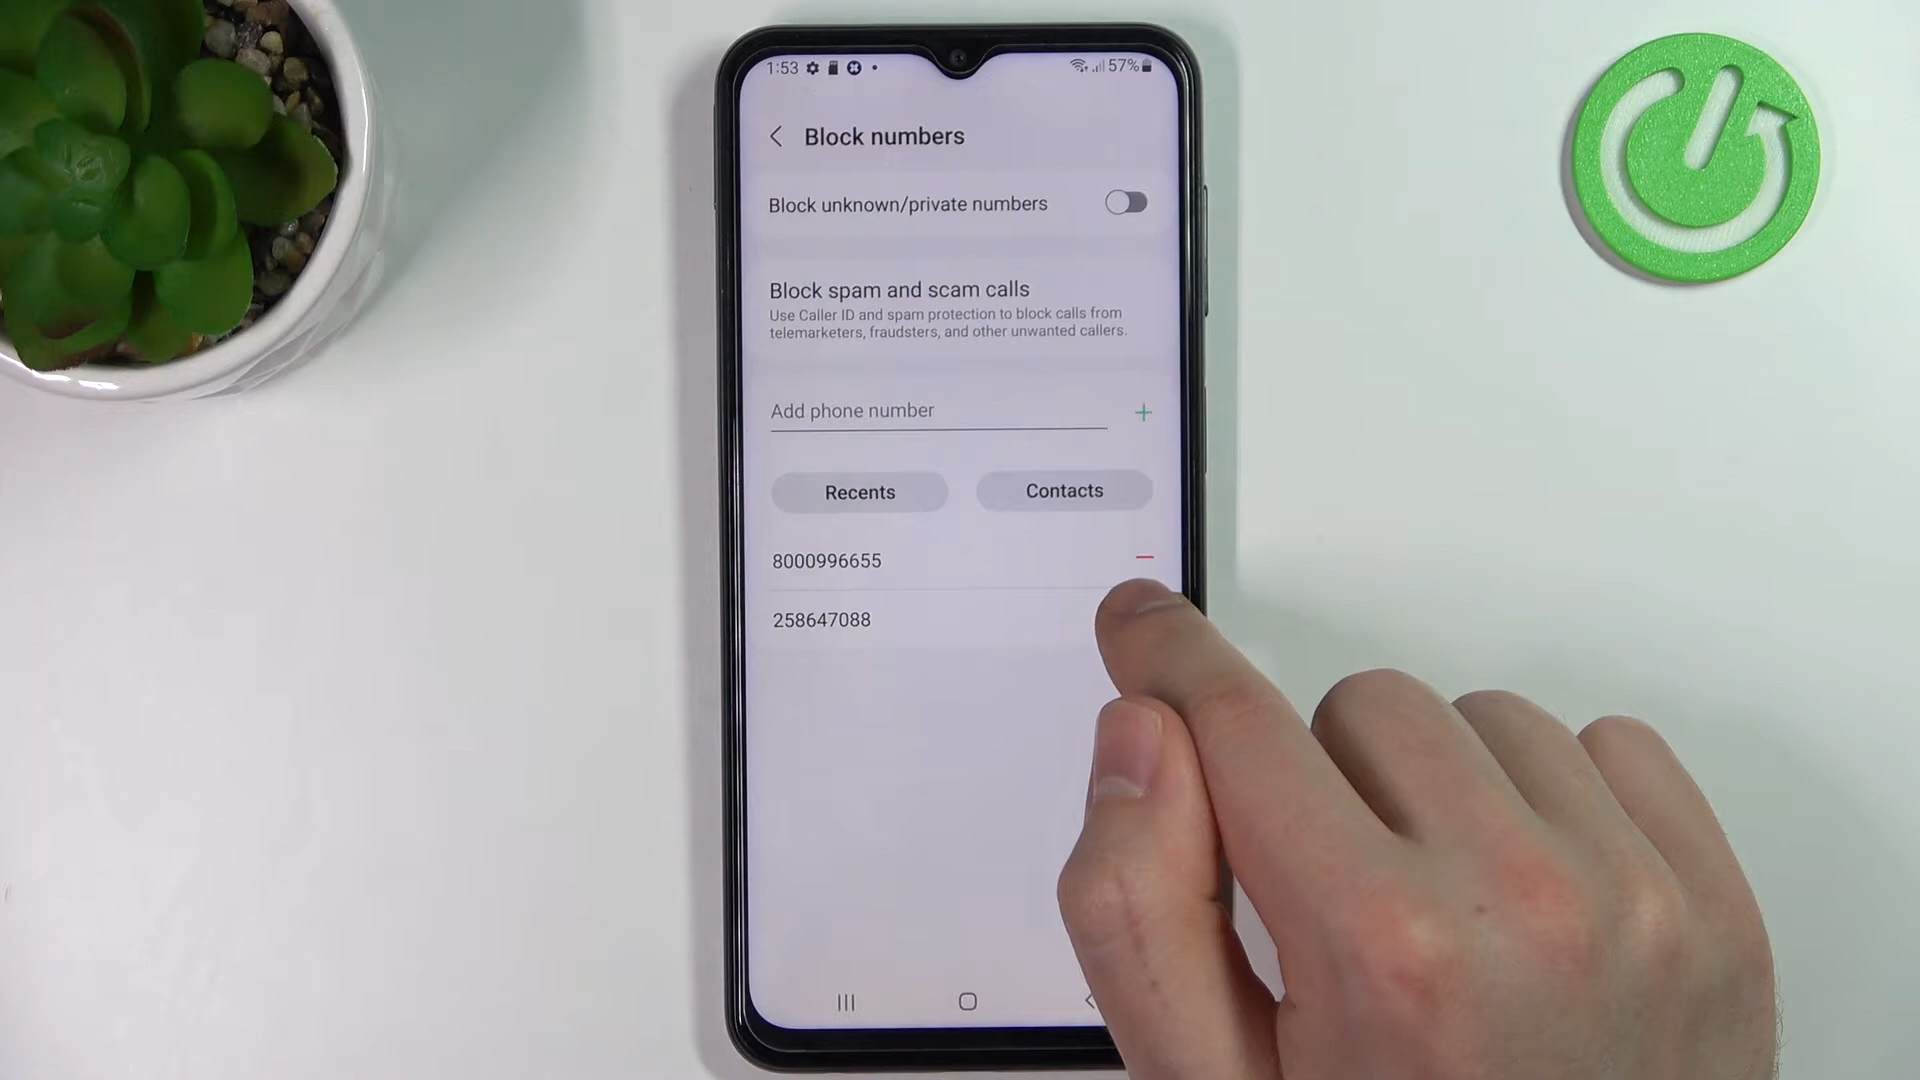 1:53
57%
Block numbers
Block unknown/private numbers
Block spam and scam calls
Use Caller ID and spam protection to block calls from
telemarketers, fraudsters, and other unwanted callers.
Add phone number
Recents
Contacts
8000996655
258647088